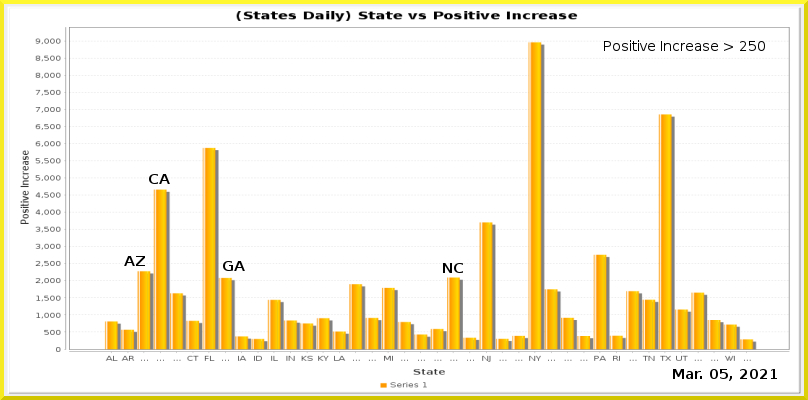 (States Daily) State vs Positive Increase
Positive Increase > 250
9,000
8,500
8,000
7,500
7,000
6,500
6,000
5,500
5,000
4,500
4,000
3,500
3,000
2,500
2,000
1,500
1,000
500
0
Positive Increase
CA
AZ
GA
NC
AL AR ... ... ... CT FL ... IA ID IL IN KS KY LA ... ... MI ... ... ... ... ... NJ ... ... NY ... ... ... PA RI ... TN TX UT ... ... WI ...
State
Mar. 05, 2021
Series 1